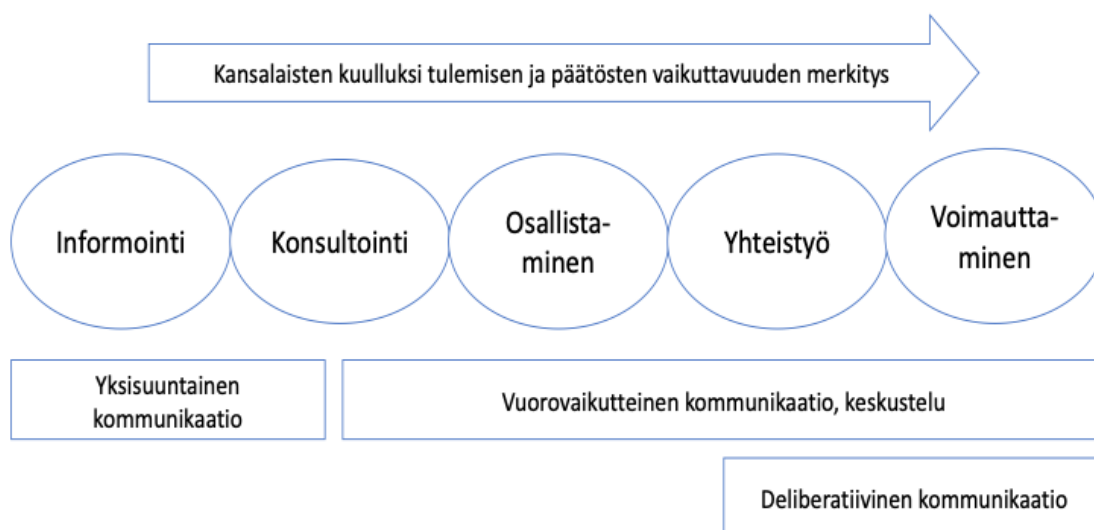 Kansalaisten kuulluksi tulemisen ja päätösten vaikuttavuuden merkitys
Informointi
Konsultointi
Osallista-
minen
Yhteistyö
Voimautta-
minen
Yksisuuntainen
kommunikaatio
Vuorovaikutteinen kommunikaatio, keskustelu
Deliberatiivinen kommunikaatio